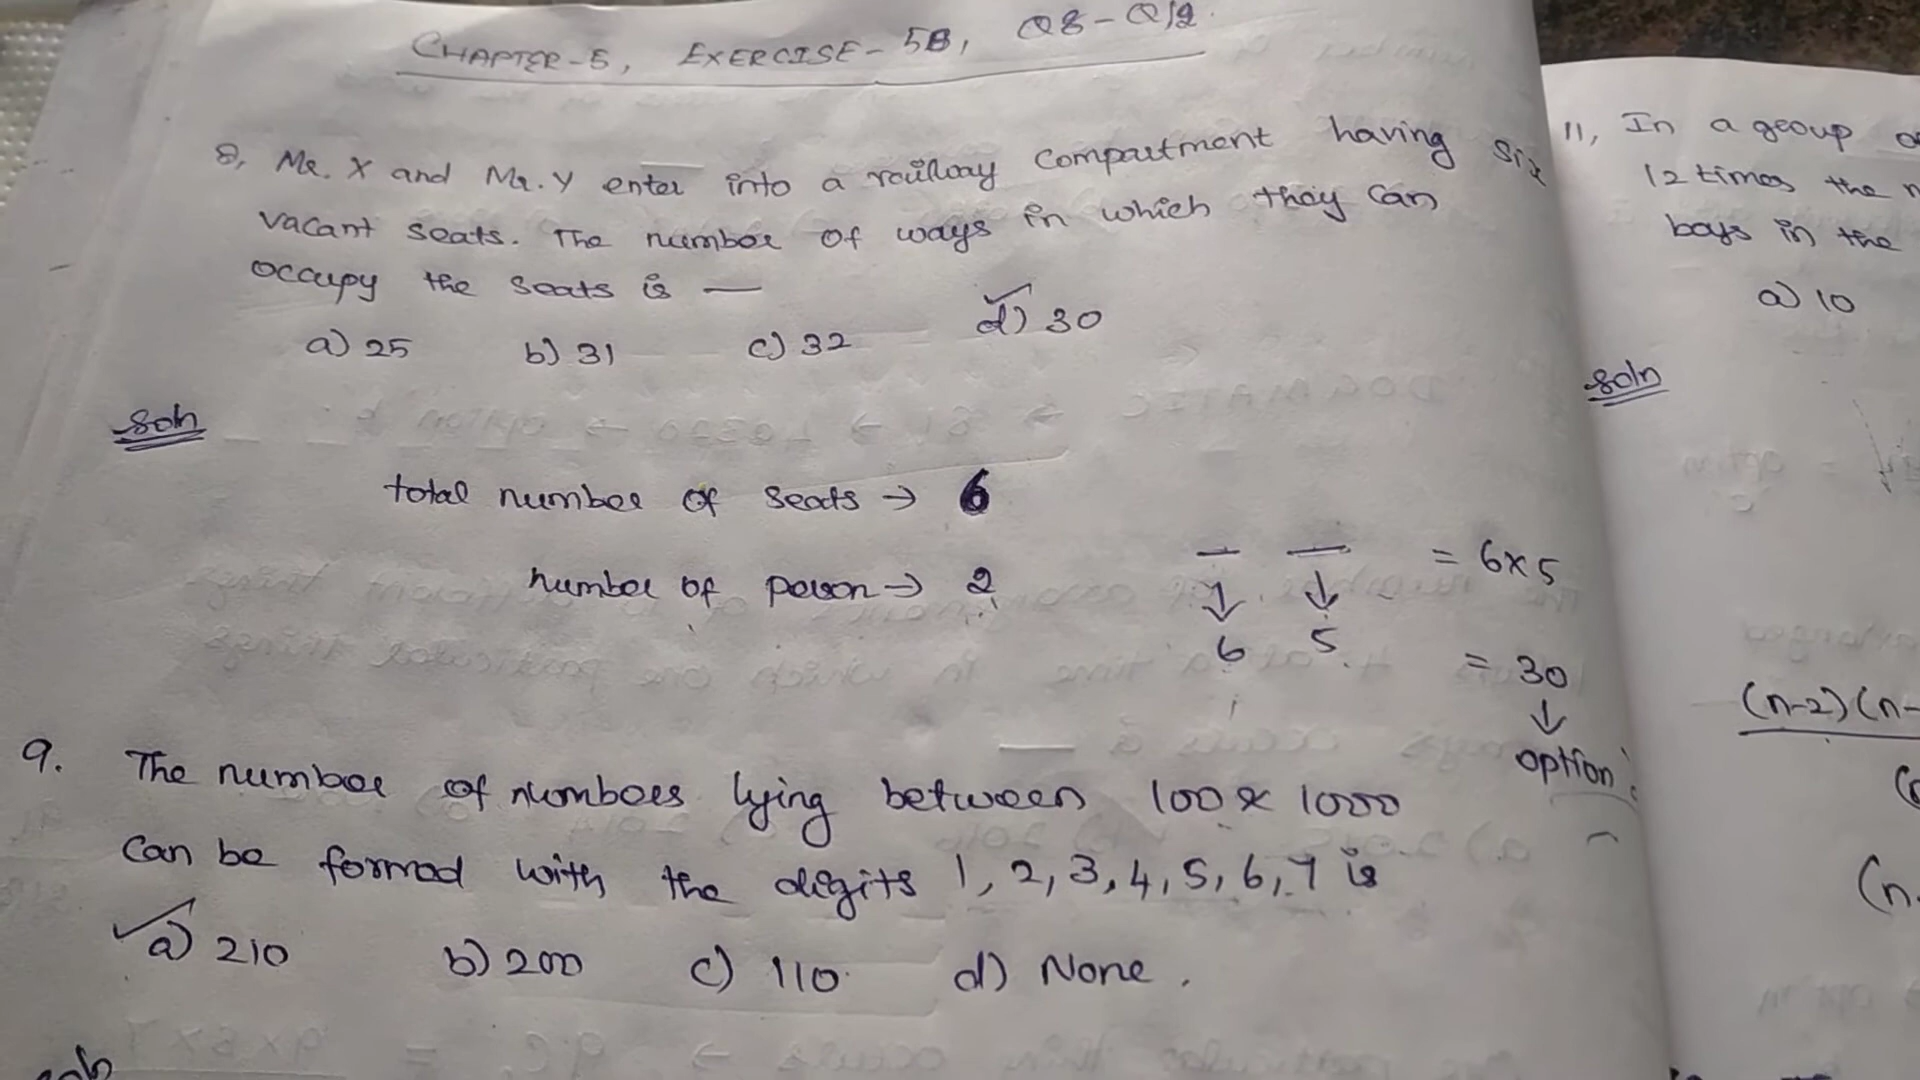 CHAPTER-5, EXERCISE-5B, Q8-Q12.
8, Mr. X and Mr. Y enter into a railway compartment having six
vacant seats. The number of ways in which they can
occupy the seats is —
a) 25 b) 31 c) 32 d) 30
soln
total number of seats → 6
number of person → 2
— — = 6x5
↓ ↓
6 5
= 30
↓
option
9. The number of numbers lying between 100 & 1000
can be formed with the digits 1, 2, 3, 4, 5, 6, 7 is
a) 210 b) 200 c) 110 d) None.
soln
11, In a group
12 times the
boys in the
a) 10
soln
(n-2)(n-
(n-